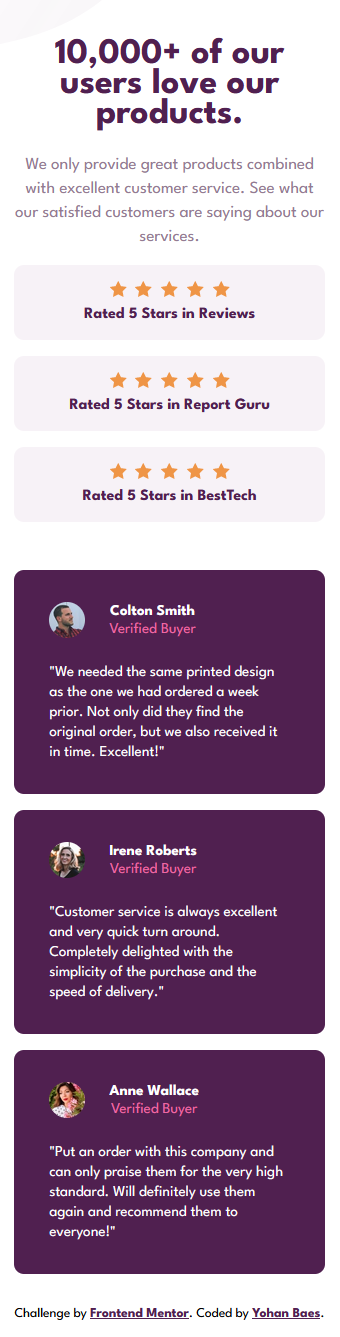 10,000+ of our
users love our
products.
We only provide great products combined
with excellent customer service. See what
our satisfied customers are saying about our
services.
Rated 5 Stars in Reviews
Rated 5 Stars in Report Guru
Rated 5 Stars in BestTech
Colton Smith
Verified Buyer
"We needed the same printed design
as the one we had ordered a week
prior. Not only did they find the
original order, but we also received it
in time. Excellent!"
Irene Roberts
Verified Buyer
"Customer service is always excellent
and very quick turn around.
Completely delighted with the
simplicity of the purchase and the
speed of delivery."
Anne Wallace
Verified Buyer
"Put an order with this company and
can only praise them for the very high
standard. Will definitely use them
again and recommend them to
everyone!"
Challenge by Frontend Mentor. Coded by Yohan Baes.